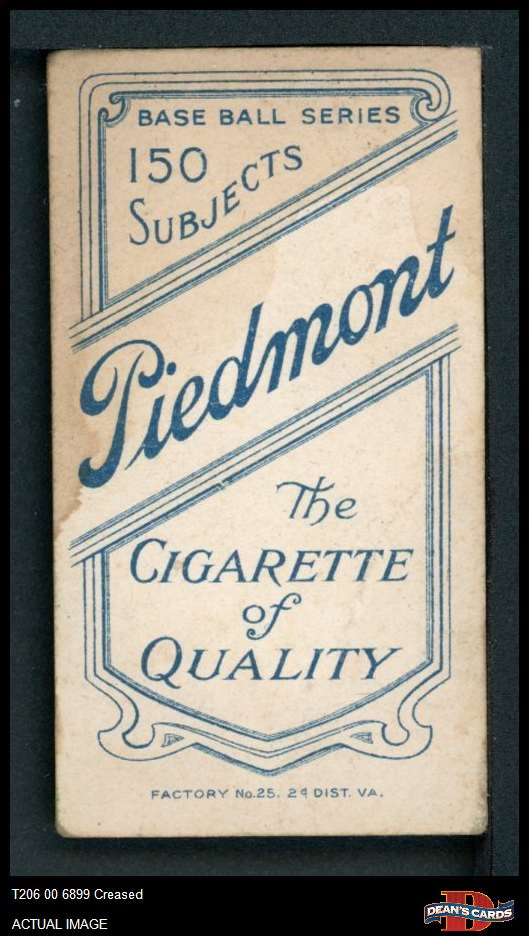 BASE BALL SERIES
150
SUBJECTS
Piedmont
The
CIGARETTE
of
QUALITY
FACTORY No. 25. 2d DIST. VA.
T206 00 6899 Creased
ACTUAL IMAGE
D
DEAN'S CARDS